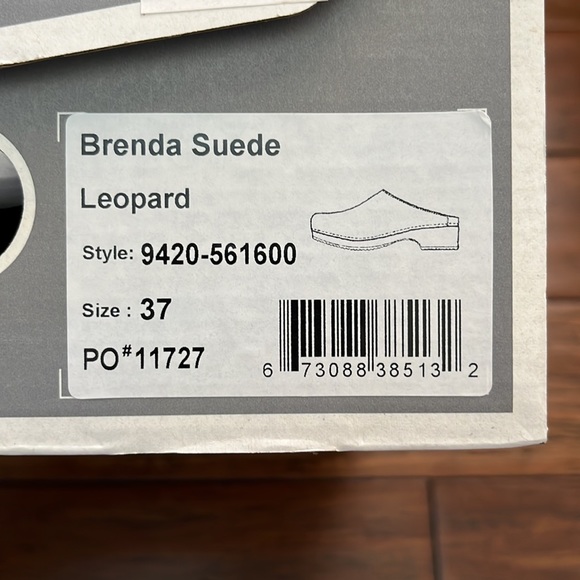 Brenda Suede
Leopard
Style: 9420-561600
Size : 37
PO#11727
6 73088 38513 2